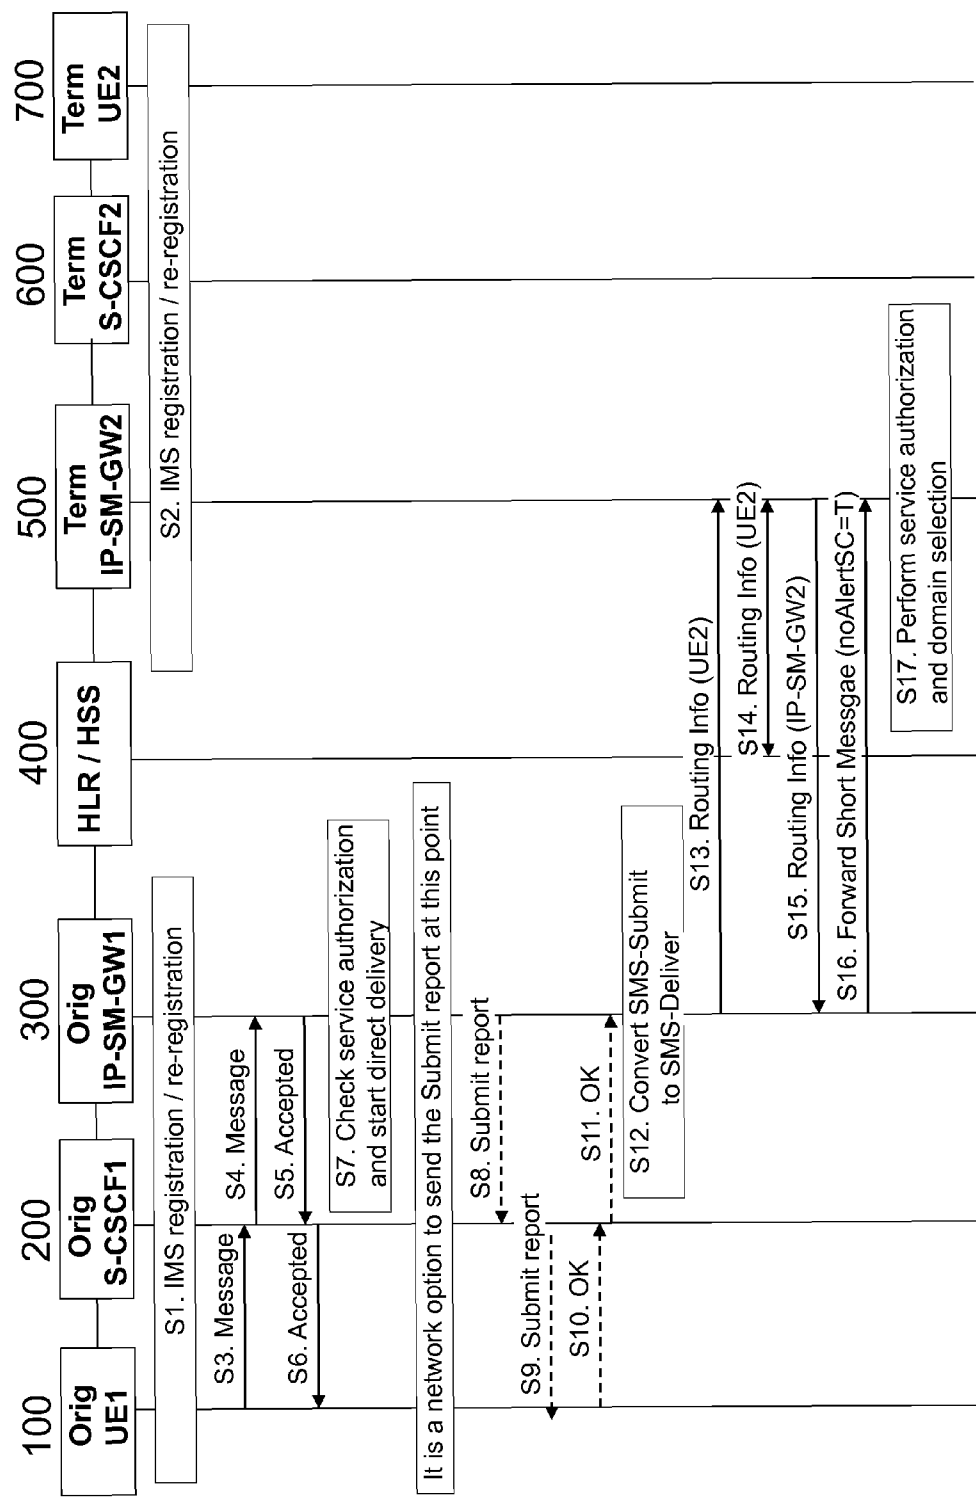 100
200
300
400
500
600
700
Orig
UE1
Orig
S-CSCF1
Orig
IP-SM-GW1
HLR / HSS
Term
IP-SM-GW2
Term
S-CSCF2
Term
UE2
S1. IMS registration / re-registration
S2. IMS registration / re-registration
S3. Message
S4. Message
S5. Accepted
S6. Accepted
S7. Check service authorization
and start direct delivery
It is a network option to send the Submit report at this point
S8. Submit report
S9. Submit report
S10. OK
S11. OK
S12. Convert SMS-Submit
to SMS-Deliver
S13. Routing Info (UE2)
S14. Routing Info (UE2)
S15. Routing Info (IP-SM-GW2)
S16. Forward Short Messgae (noAlertSC=T)
S17. Perform service authorization
and domain selection